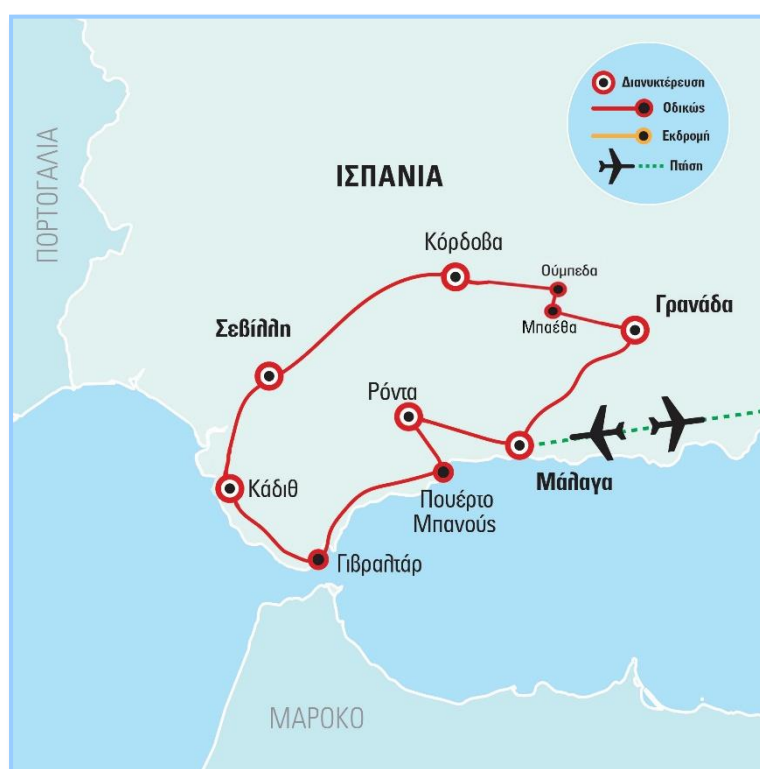 Διανυκτέρευση
Οδικώς
Εκδρομή
Πτήση
ΠΟΡΤΟΓΑΛΙΑ
ΙΣΠΑΝΙΑ
Κόρδοβα
Ούμπεδα
Μπαέθα
Γρανάδα
Σεβίλλη
Ρόντα
Μάλαγα
Κάδιθ
Πουέρτο
Μπανούς
Γιβραλτάρ
ΜΑΡΟΚΟ